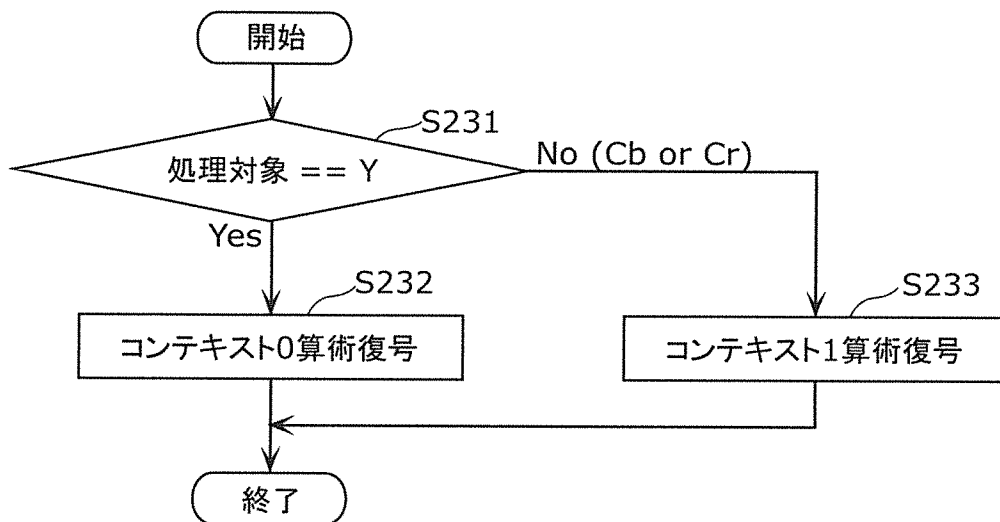 開始
S231
処理対象 == Y
No (Cb or Cr)
Yes
S232
S233
コンテキスト0算術復号
コンテキスト1算術復号
終了